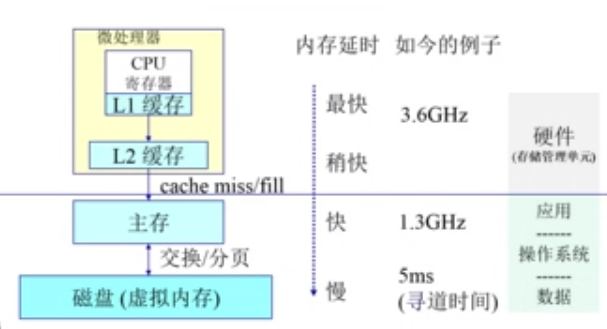 微处理器
CPU
寄存器
L1 缓存
L2 缓存
cache miss/fill
主存
交换/分页
磁盘 (虚拟内存)
内存延时
最快
稍快
快
慢
如今的例子
3.6GHz
1.3GHz
5ms
(寻道时间)
硬件
(存储管理单元)
应用
------
操作系统
------
数据